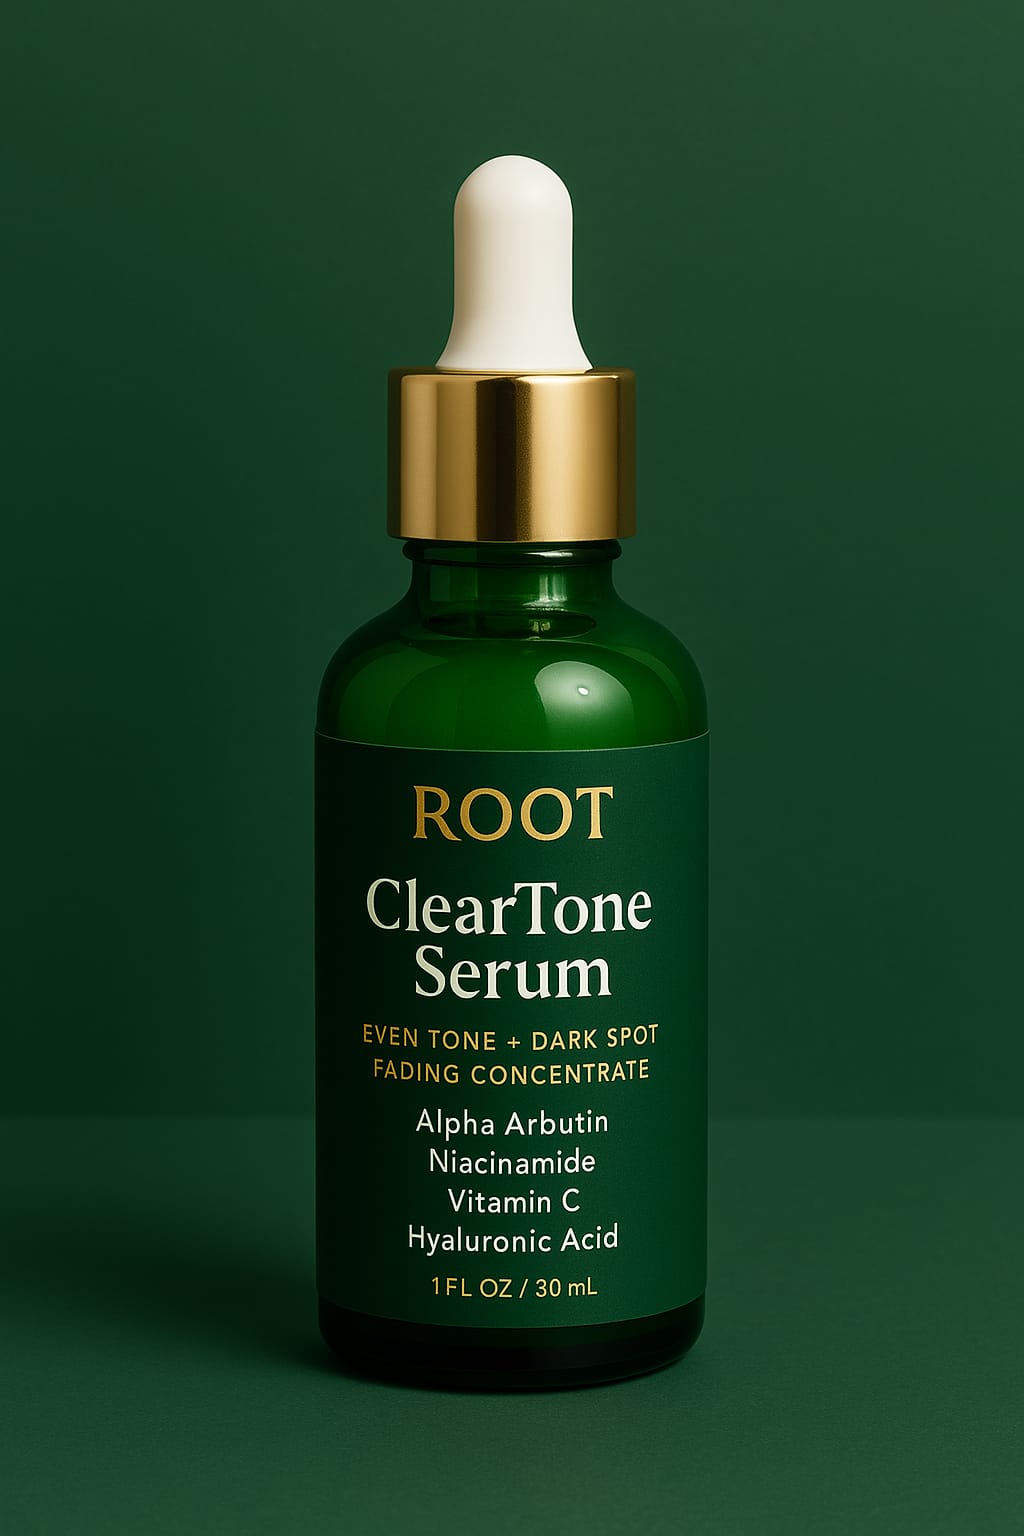 ROOT
ClearTone
Serum
EVEN TONE + DARK SPOT
FADING CONCENTRATE
Alpha Arbutin
Niacinamide
Vitamin C
Hyaluronic Acid
1 FL OZ / 30 mL